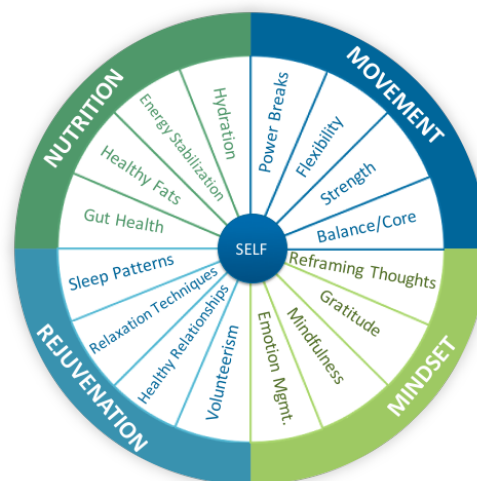 NUTRITION
Hydration
Energy Stabilization
Healthy Fats
Gut Health
MOVEMENT
Power Breaks
Flexibility
Strength
Balance/Core
SELF
MINDSET
Reframing Thoughts
Gratitude
Mindfulness
Emotion Mgmt.
REJUVENATION
Sleep Patterns
Relaxation Techniques
Healthy Relationships
Volunteerism